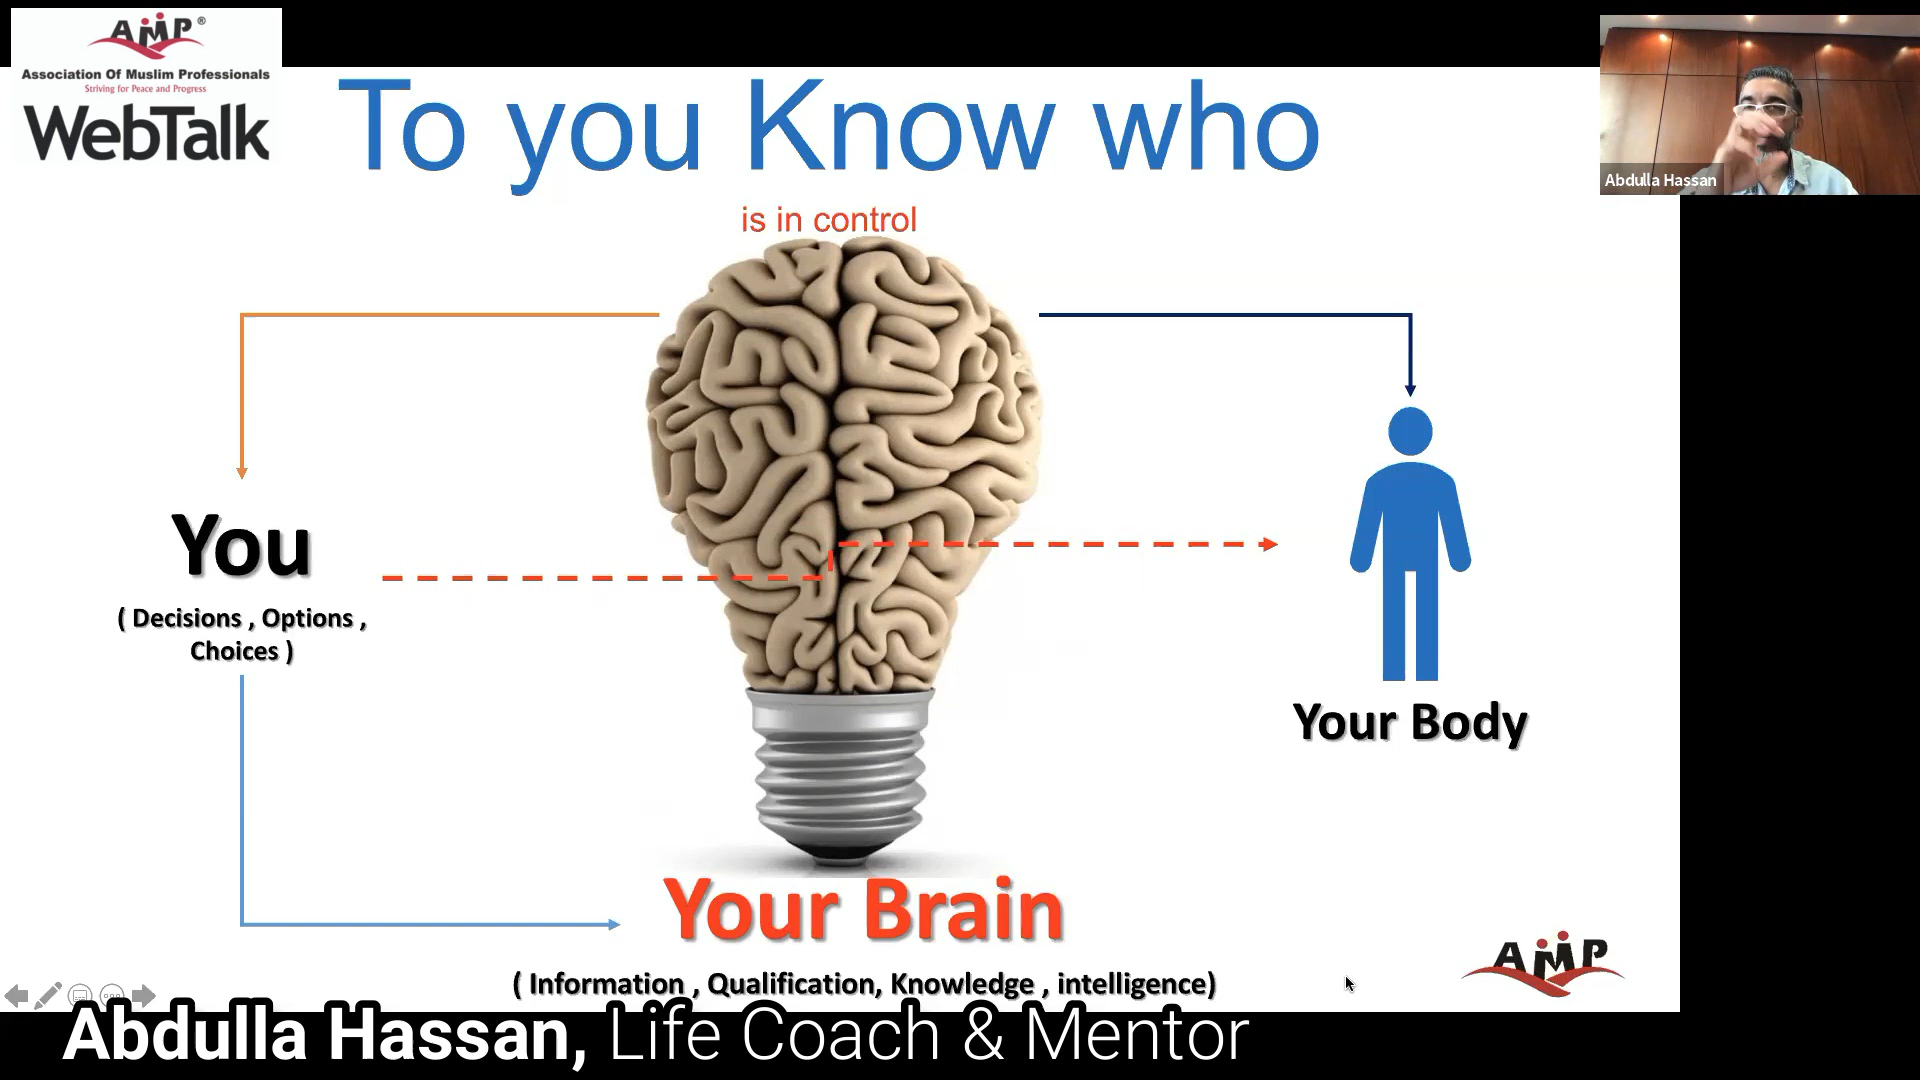 AMP®
Association Of Muslim Professionals
Striving for Peace and Progress
WebTalk
To you Know who
is in control
Abdulla Hassan
You
( Decisions , Options ,
Choices )
Your Body
Your Brain
( Information , Qualification, Knowledge , intelligence)
AMP
Abdulla Hassan, Life Coach & Mentor